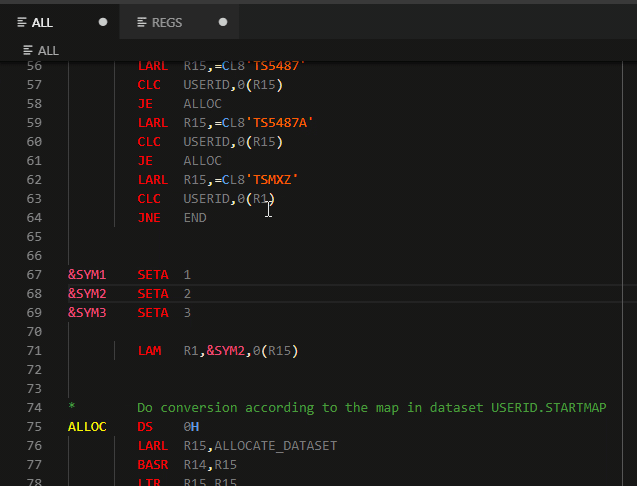 ALL REGS
ALL
56 LARL R15,=CL8'TS5487'
57 CLC USERID,0(R15)
58 JE ALLOC
59 LARL R15,=CL8'TS5487A'
60 CLC USERID,0(R15)
61 JE ALLOC
62 LARL R15,=CL8'TSMXZ'
63 CLC USERID,0(R1)
64 JNE END
65
66
67 &SYM1 SETA 1
68 &SYM2 SETA 2
69 &SYM3 SETA 3
70
71 LAM R1,&SYM2,0(R15)
72
73
74 * Do conversion according to the map in dataset USERID.STARTMAP
75 ALLOC DS 0H
76 LARL R15,ALLOCATE_DATASET
77 BASR R14,R15
78 LTR R15,R15